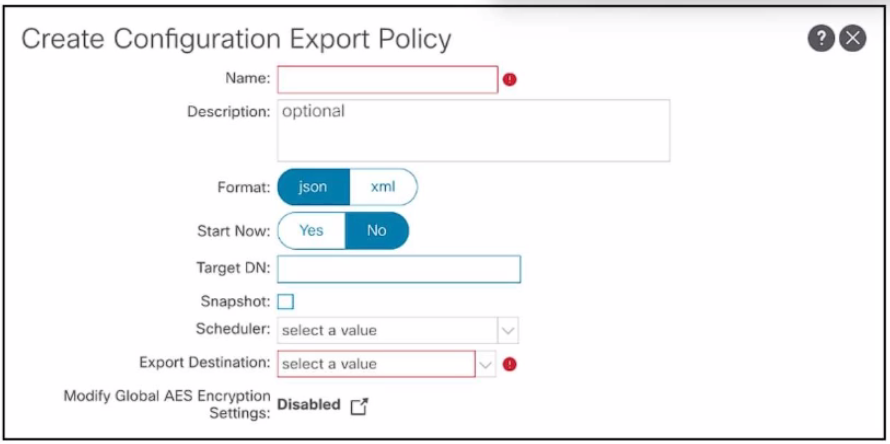 Create Configuration Export Policy ? X
Name: !
Description: optional
Format: json xml
Start Now: Yes No
Target DN:
Snapshot:
Scheduler: select a value
Export Destination: select a value !
Modify Global AES Encryption
Settings: Disabled